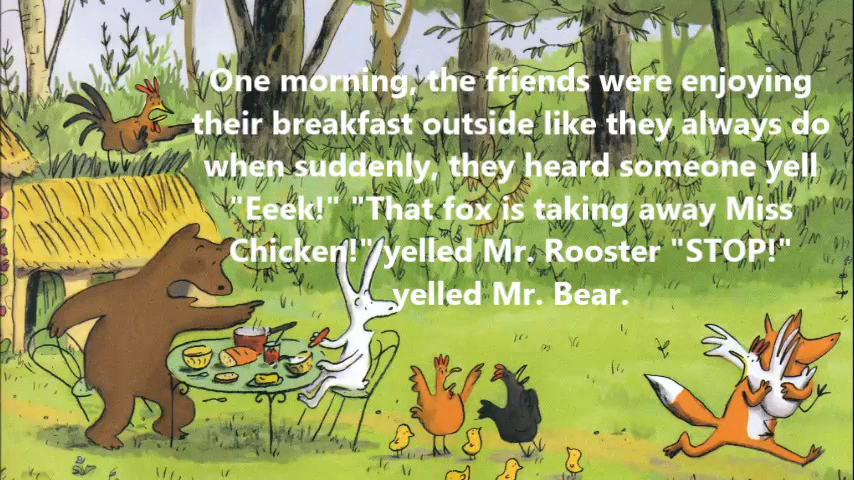 One morning, the friends were enjoying
their breakfast outside like they always do
when suddenly, they heard someone yell
"Eeek!" "That fox is taking away Miss
Chicken!" yelled Mr. Rooster "STOP!"
yelled Mr. Bear.